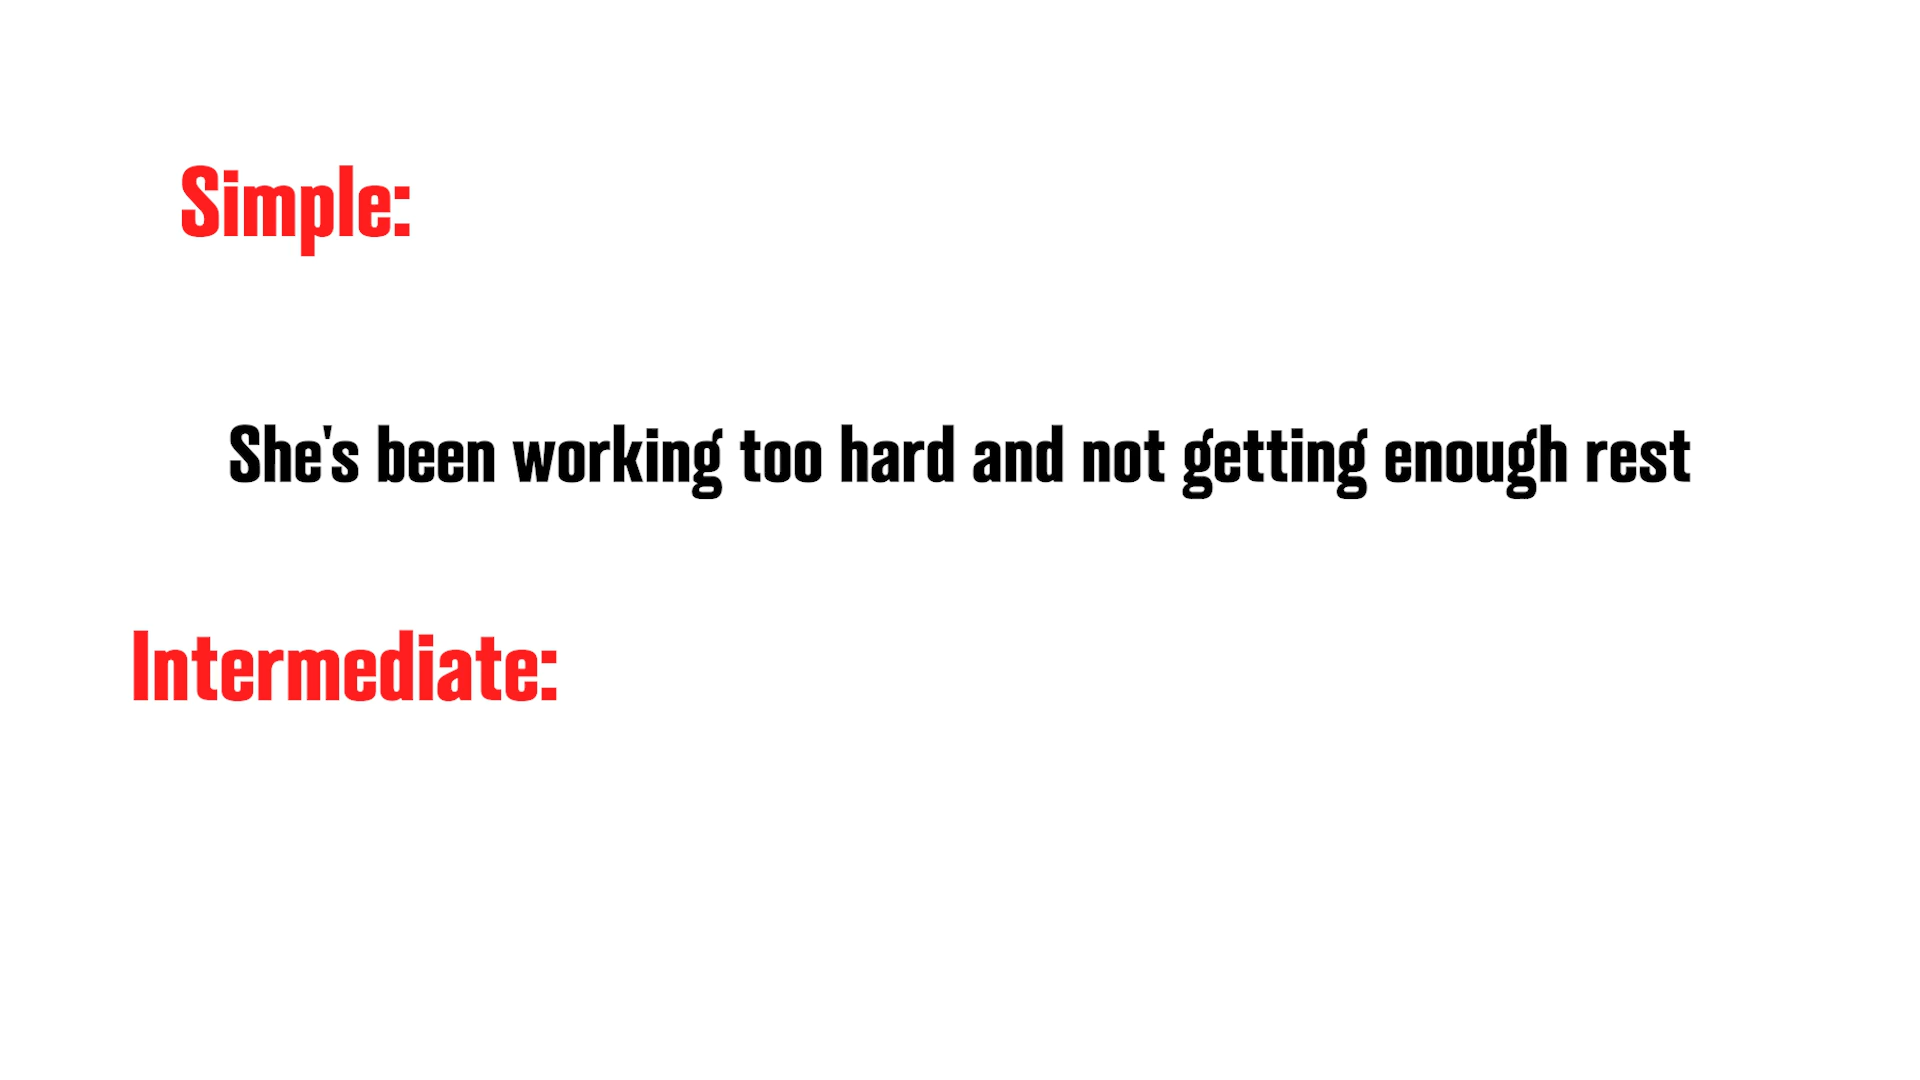 Simple:
She's been working too hard and not getting enough rest
Intermediate: